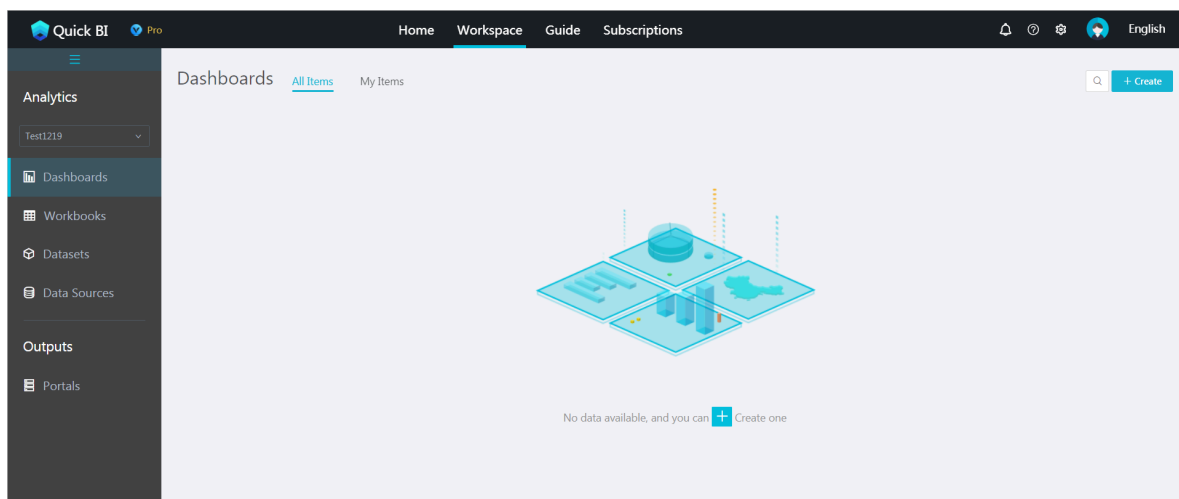 Quick BI Pro Home Workspace Guide Subscriptions English
Analytics
Test1219
Dashboards
Workbooks
Datasets
Data Sources
Outputs
Portals
Dashboards All Items My Items + Create
No data available, and you can + Create one